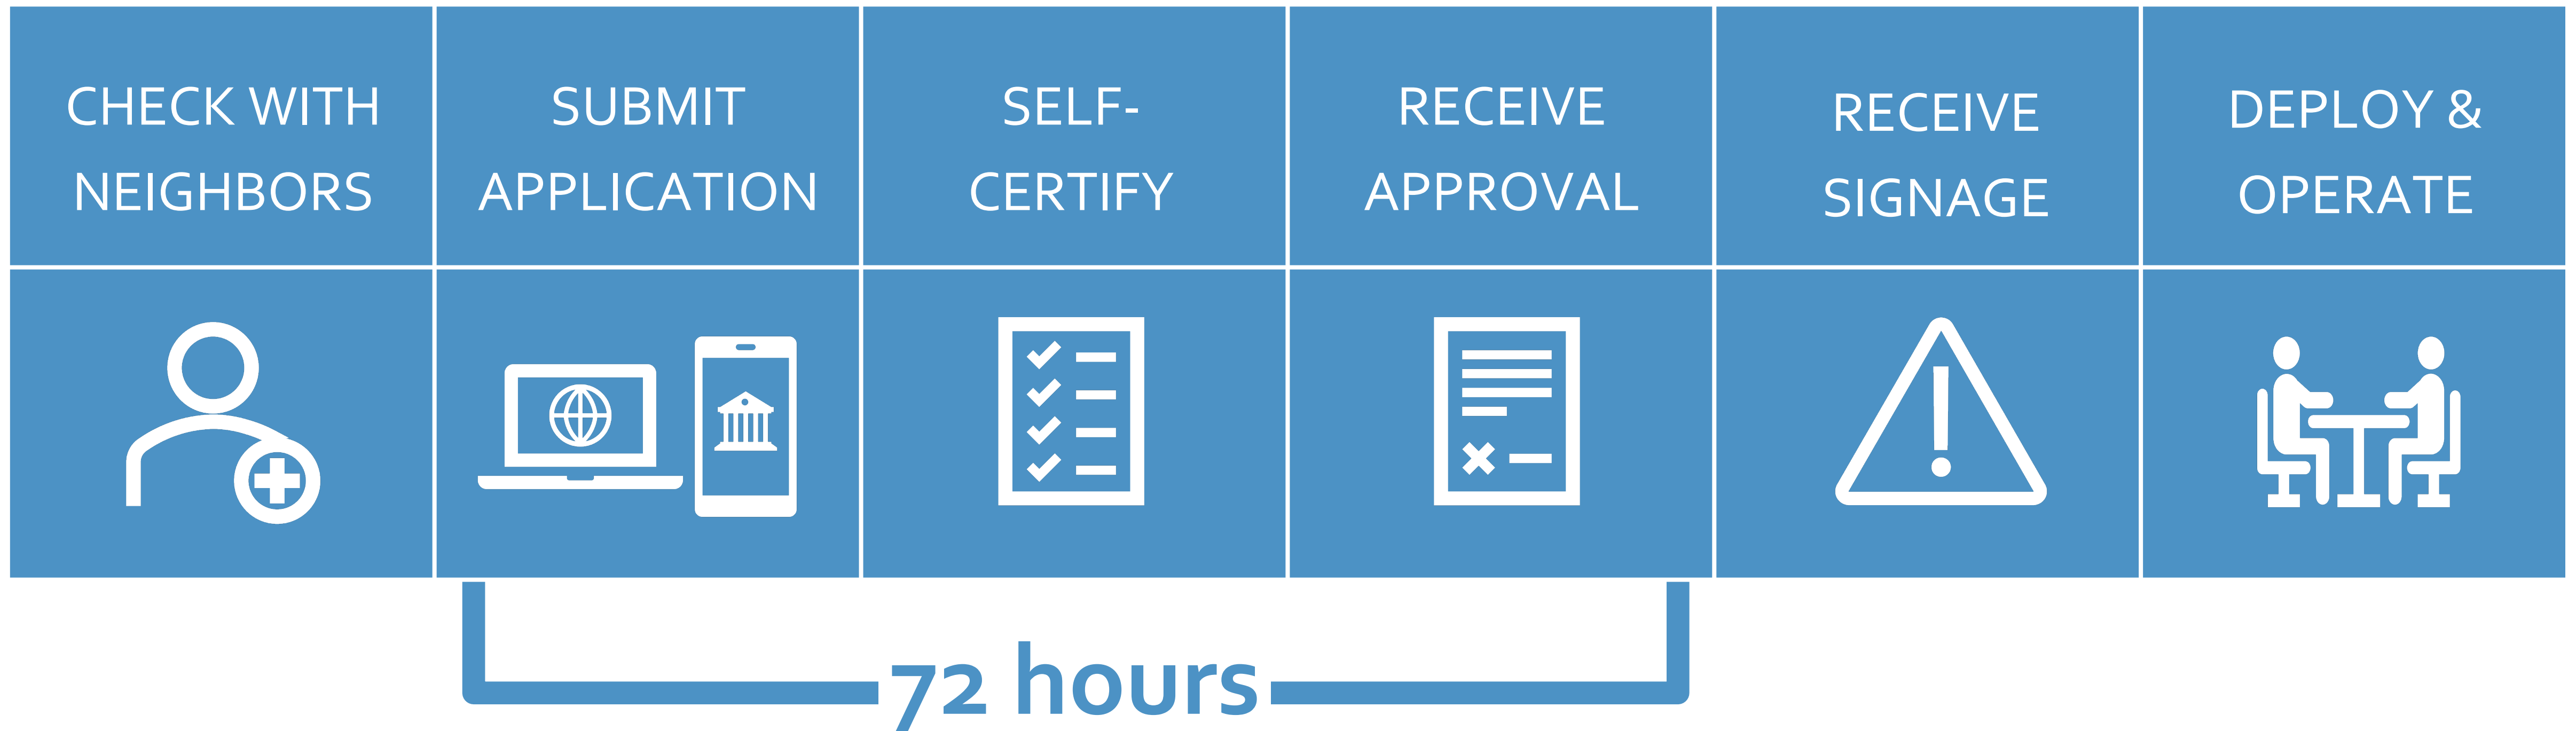 CHECK WITH
NEIGHBORS
SUBMIT
APPLICATION
SELF-
CERTIFY
RECEIVE
APPROVAL
RECEIVE
SIGNAGE
DEPLOY &
OPERATE
72 hours